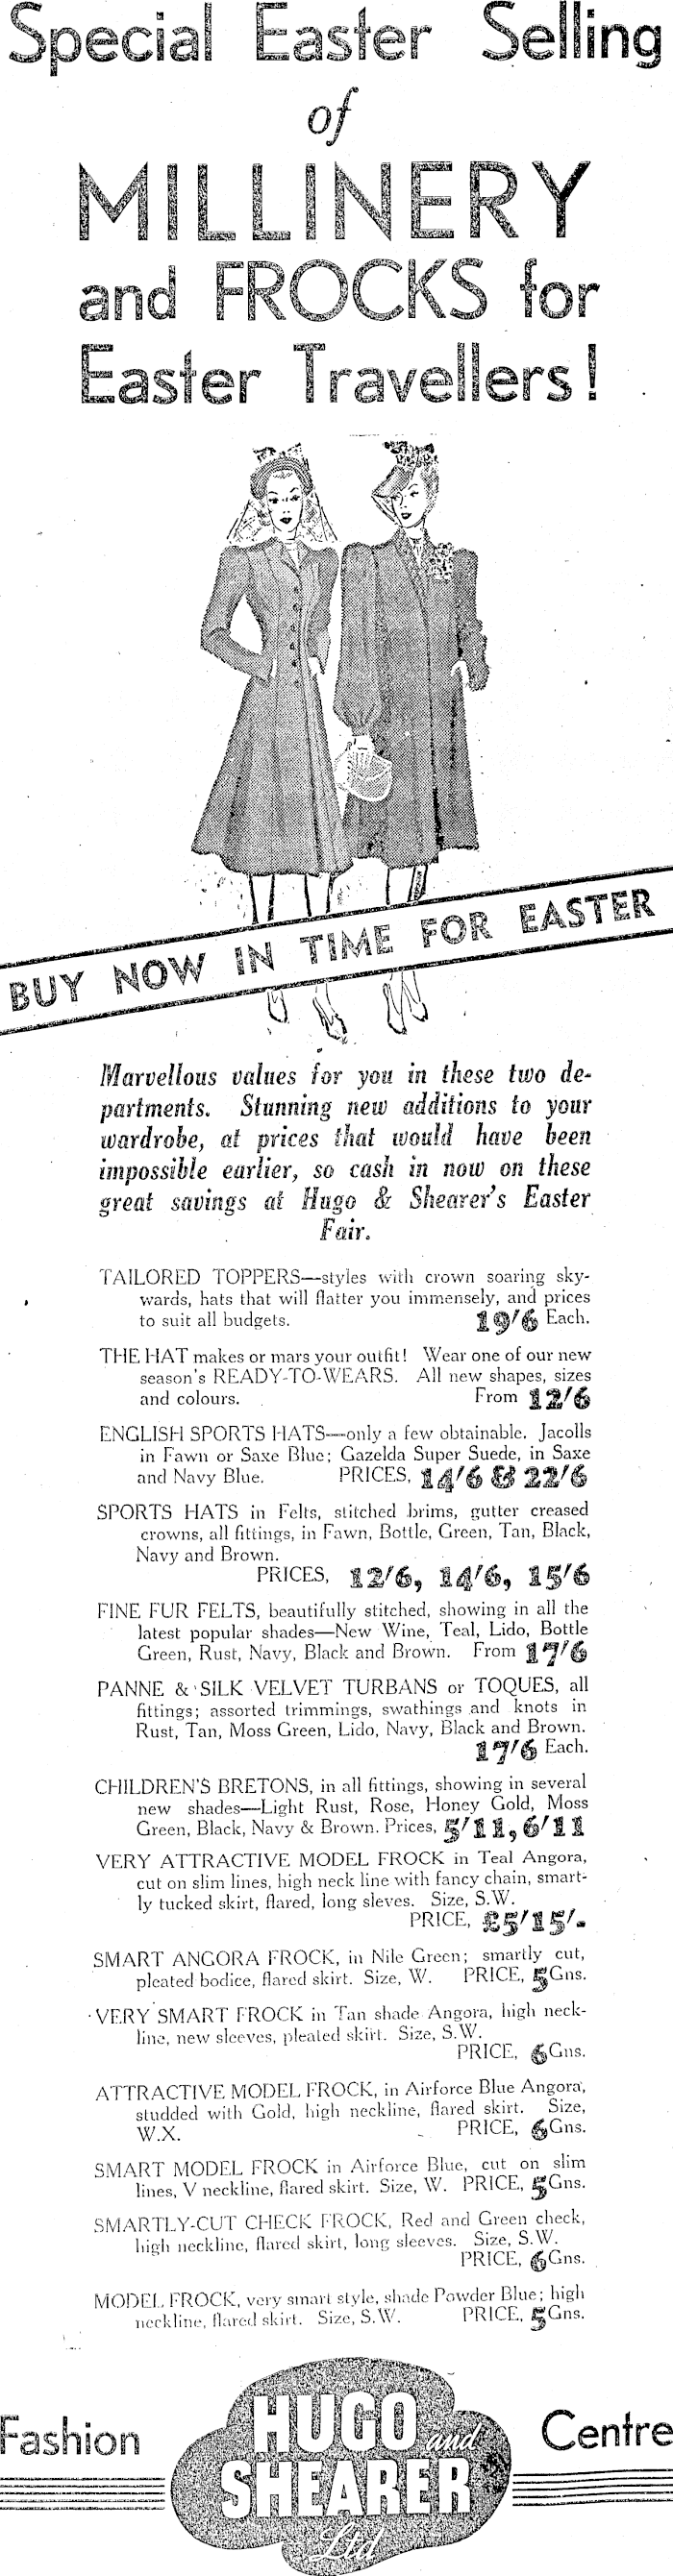 Special Easter Selling
of
MILLINERY
and FROCKS for
Easter Travellers!
BUY NOW IN TIME FOR EASTER
Marvellous values for you in these two de-
partments. Stunning new additions to your
wardrobe, at prices that would have been
impossible earlier, so cash in now on these
great savings at Hugo & Shearer's Easter
Fair.
TAILORED TOPPERS—styles with crown soaring sky-
wards, hats that will flatter you immensely, and prices
to suit all budgets. 19'6 Each.
THE HAT makes or mars your outfit! Wear one of our new
season's READY-TO-WEARS. All new shapes, sizes
and colours. From 12'6
ENGLISH SPORTS HATS—only a few obtainable. Jacolls
in Fawn or Saxe Blue; Gazelda Super Suede, in Saxe
and Navy Blue. PRICES, 14'6 & 22'6
SPORTS HATS in Felts, stitched brims, gutter creased
crowns, all fittings, in Fawn, Bottle, Green, Tan, Black,
Navy and Brown.
PRICES, 12'6, 14'6, 15'6
FINE FUR FELTS, beautifully stitched, showing in all the
latest popular shades—New Wine, Teal, Lido, Bottle
Green, Rust, Navy, Black and Brown. From 17'6
PANNE & SILK VELVET TURBANS or TOQUES, all
fittings; assorted trimmings, swathings and knots in
Rust, Tan, Moss Green, Lido, Navy, Black and Brown.
17'6 Each.
CHILDREN'S BRETONS, in all fittings, showing in several
new shades—Light Rust, Rose, Honey Gold, Moss
Green, Black, Navy & Brown. Prices, 5'11, 6'11
VERY ATTRACTIVE MODEL FROCK in Teal Angora,
cut on slim lines, high neck line with fancy chain, smart-
ly tucked skirt, flared, long sleves. Size, S.W.
PRICE, £5'15'-
SMART ANGORA FROCK, in Nile Green; smartly cut,
pleated bodice, flared skirt. Size, W. PRICE, 5Gns.
VERY SMART FROCK in Tan shade Angora, high neck-
line, new sleeves, pleated skirt. Size, S.W.
PRICE, 6Gns.
ATTRACTIVE MODEL FROCK, in Airforce Blue Angora,
studded with Gold, high neckline, flared skirt. Size,
W.X. PRICE, 6Gns.
SMART MODEL FROCK in Airforce Blue, cut on slim
lines, V neckline, flared skirt. Size, W. PRICE, 5Gns.
SMARTLY-CUT CHECK FROCK, Red and Green check,
high neckline, flared skirt, long sleeves. Size, S.W.
PRICE, 6Gns.
MODEL FROCK, very smart style, shade Powder Blue; high
neckline, flared skirt. Size, S.W. PRICE, 5Gns.
Fashion HUGO and Centre
SHEARER
Ltd